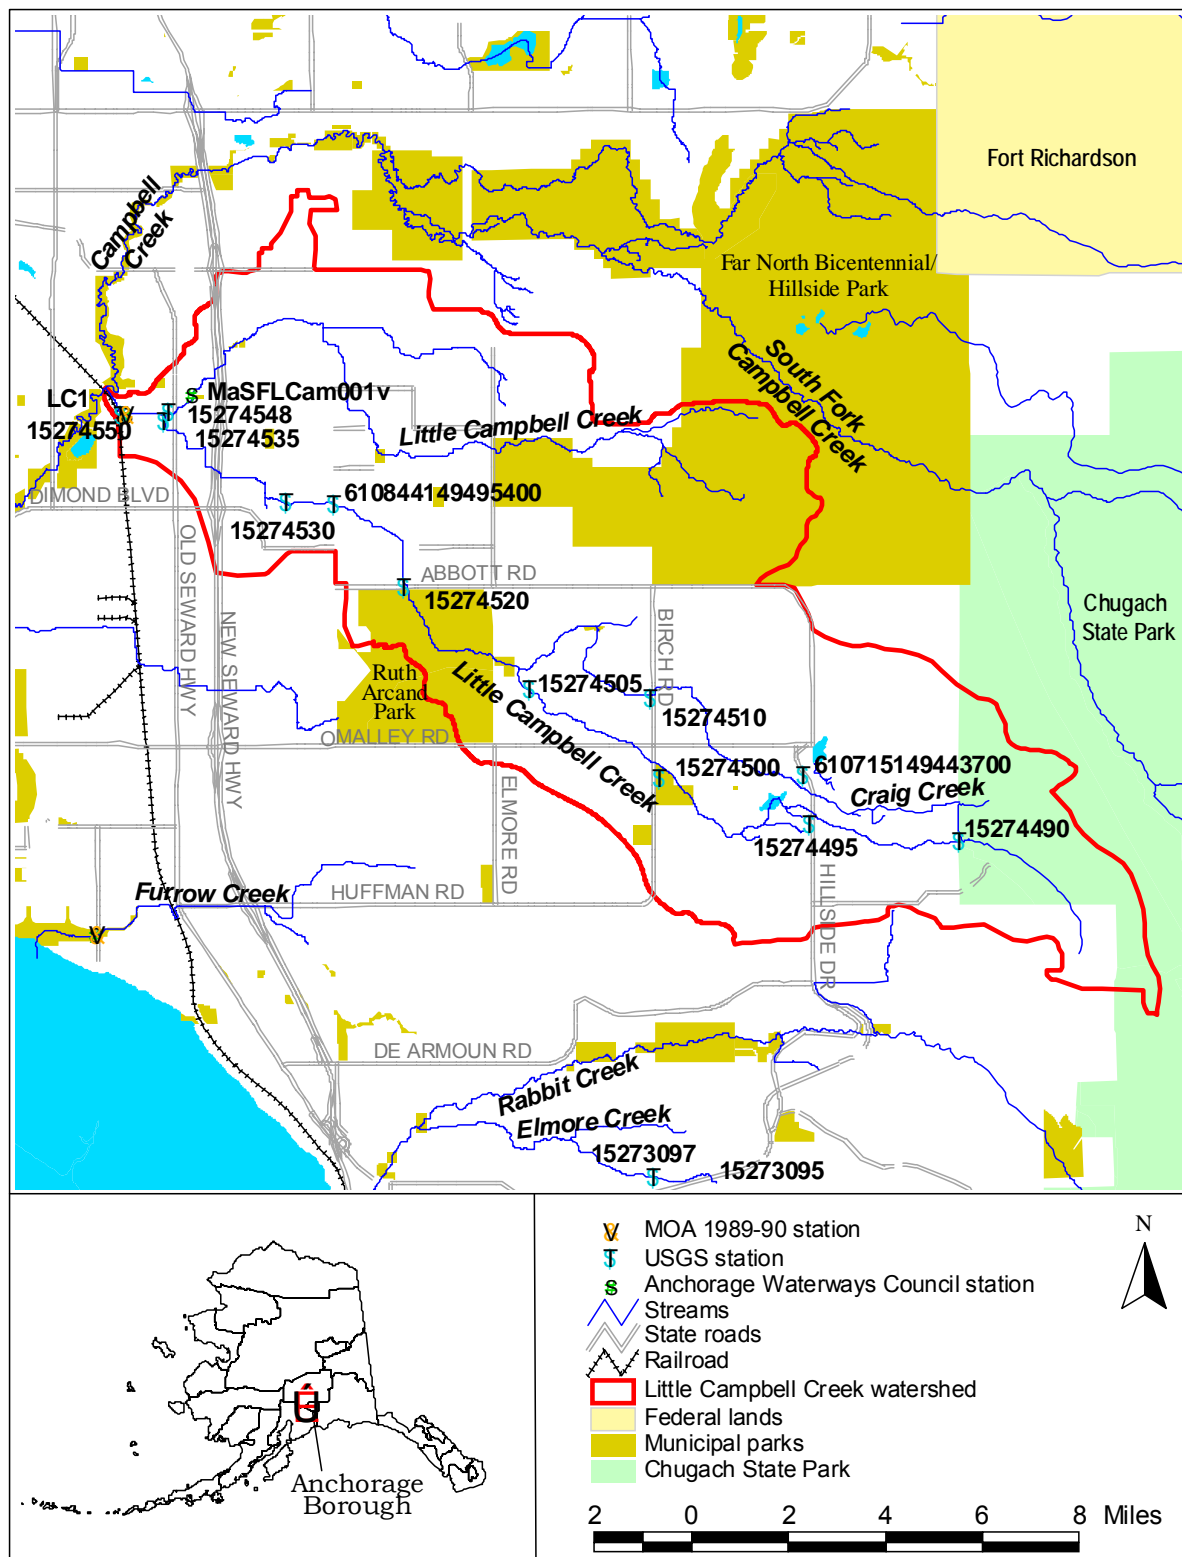 Fort Richardson
Campbell
Creek
Far North Bicentennial/
Hillside Park
South Fork
Campbell Creek
LC1
MaSFLCam001v
15274548
15274550
15274535
Little Campbell Creek
DIMOND BLVD
610844149495400
15274530
OLD SEWARD HWY
NEW SEWARD HWY
ABBOTT RD
15274520
BIRCH RD
Chugach
State Park
Ruth
Arcand
Park
Little Campbell Creek
15274505
15274510
OMALLEY RD
15274500
610715149443700
Craig Creek
ELMORE RD
15274495
15274490
HILLSIDE DR
Furrow Creek
HUFFMAN RD
V
DE ARMOUN RD
Rabbit Creek
Elmore Creek
15273097
15273095
Anchorage
Borough
MOA 1989-90 station
USGS station
Anchorage Waterways Council station
Streams
State roads
Railroad
Little Campbell Creek watershed
Federal lands
Municipal parks
Chugach State Park
N
2 0 2 4 6 8 Miles